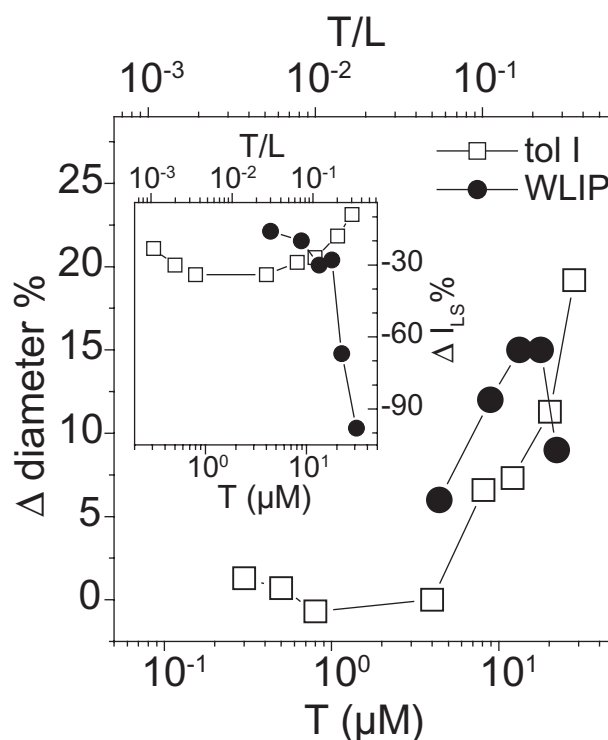 T/L
10⁻³ 10⁻² 10⁻¹
tol I
WLIP
25
20
15
10
5
0
Δ diameter %
T/L
10⁻³ 10⁻² 10⁻¹
-30
-60
-90
Δ I_LS%
10⁰ 10¹
T (µM)
10⁻¹ 10⁰ 10¹
T (µM)